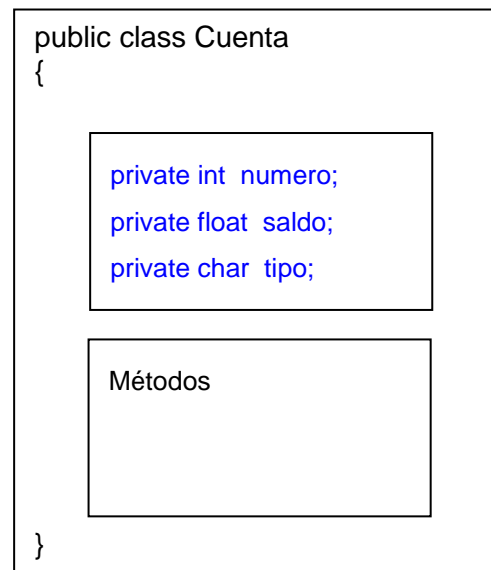 public class Cuenta
{
private int numero;
private float saldo;
private char tipo;
Métodos
}